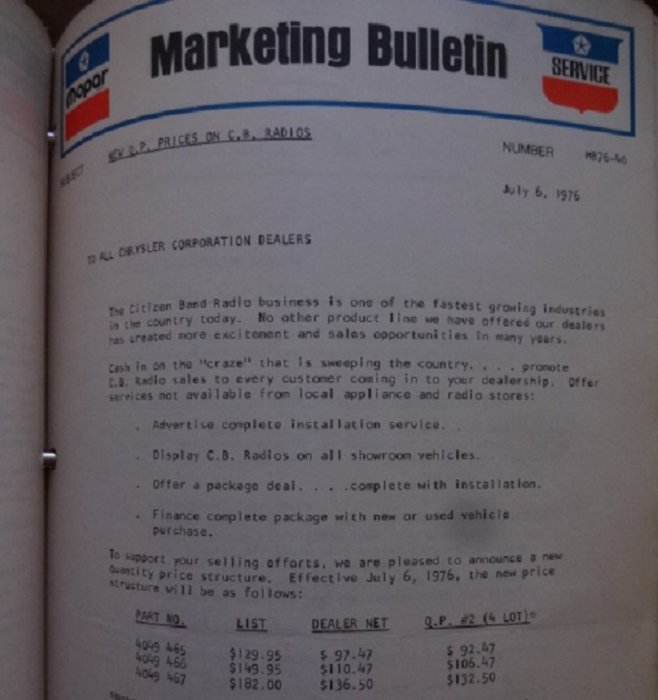 Mopar
Marketing Bulletin
SERVICE
SUBJECT NEW Q.P. PRICES ON C.B. RADIOS
NUMBER MB76-40
July 6, 1976
TO ALL CHRYSLER CORPORATION DEALERS
The Citizen Band Radio business is one of the fastest growing industries
in the country today. No other product line we have offered our dealers
has created more excitement and sales opportunities in many years.
Cash in on the "craze" that is sweeping the country. . . . promote
C.B. Radio sales to every customer coming in to your dealership. Offer
services not available from local appliance and radio stores:
. Advertise complete installation service.
. Display C.B. Radios on all showroom vehicles.
. Offer a package deal. . . .complete with installation.
. Finance complete package with new or used vehicle
purchase.
To support your selling efforts, we are pleased to announce a new
Quantity price structure. Effective July 6, 1976, the new price
structure will be as follows:
PART NO. LIST DEALER NET Q.P. #2 (4 LOT)*
4049 465 $129.95 $ 97.47 $ 92.47
4049 466 $149.95 $110.47 $106.47
4049 467 $182.00 $136.50 $132.50